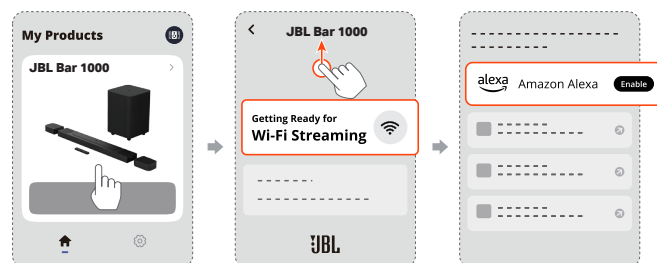 My Products
JBL Bar 1000
JBL Bar 1000
Getting Ready for
Wi-Fi Streaming
JBL
alexa
Amazon Alexa
Enable